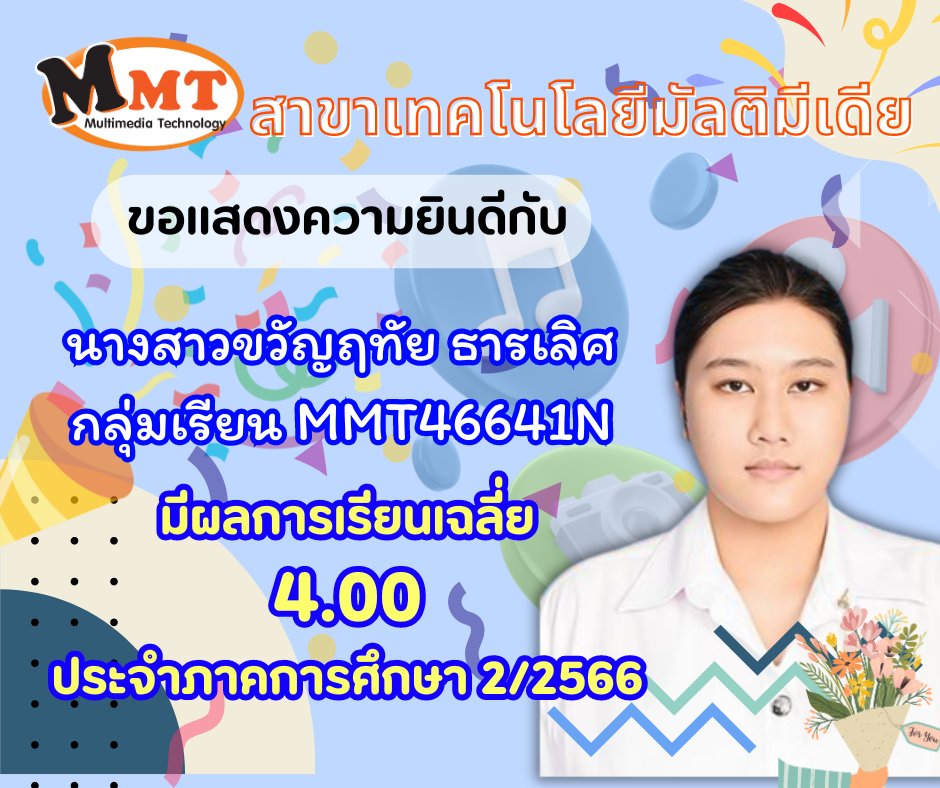 MMT
Multimedia Technology
สาขาเทคโนโลยีมัลติมีเดีย
ขอแสดงความยินดีกับ
นางสาวขวัญฤทัย ธารเลิศ
กลุ่มเรียน MMT46641N
มีผลการเรียนเฉลี่ย
4.00
ประจำภาคการศึกษา 2/2566
For You